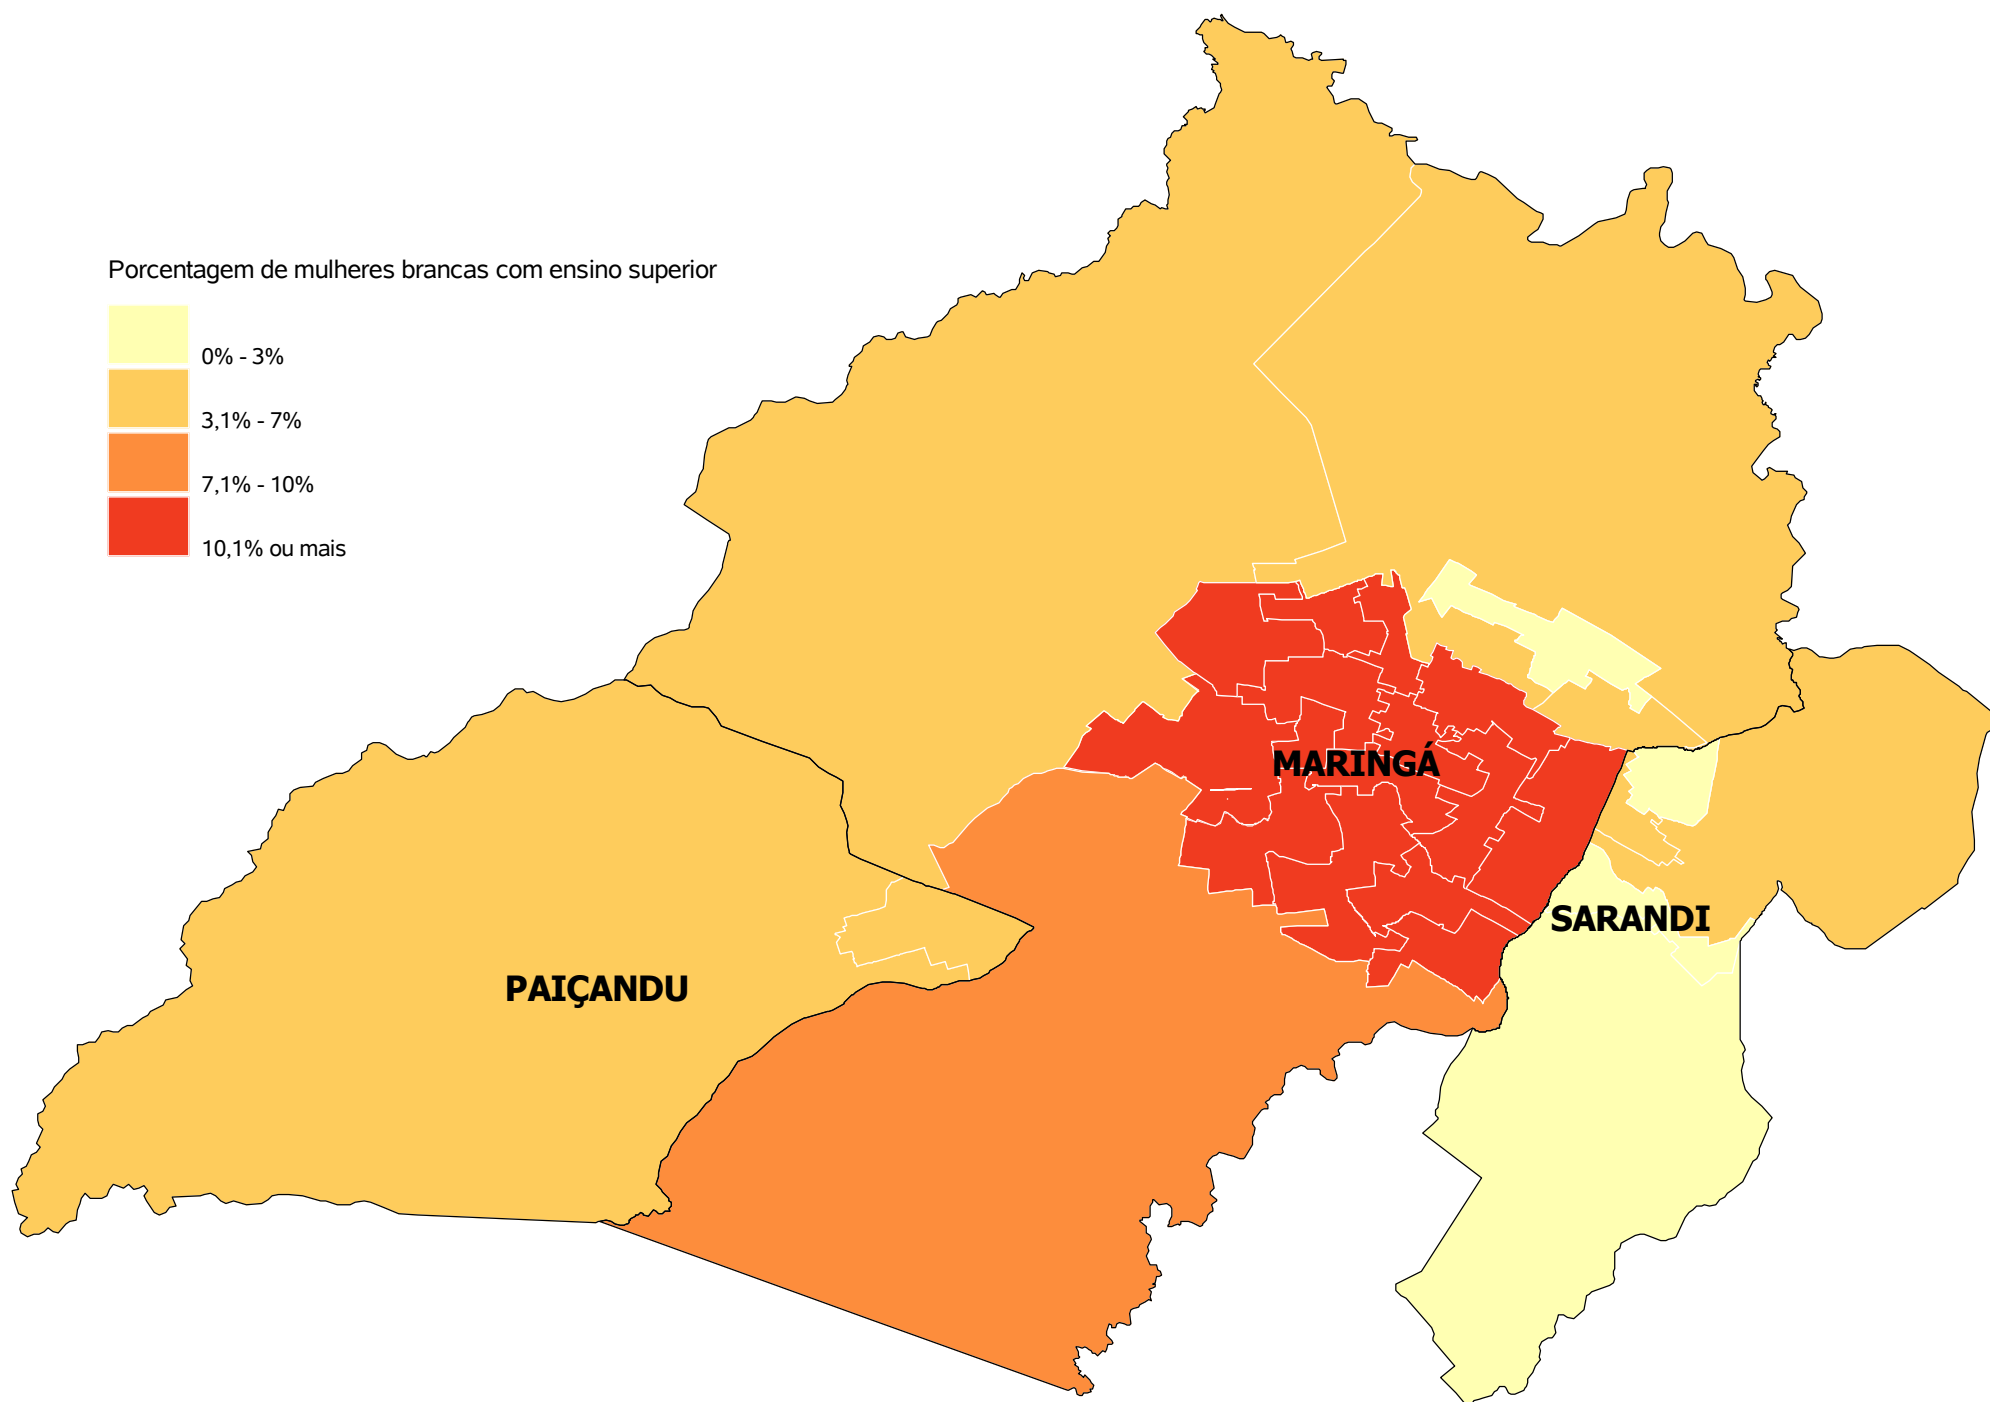 Porcentagem de mulheres brancas com ensino superior
0% - 3%
3,1% - 7%
7,1% - 10%
10,1% ou mais
MARINGÁ
SARANDI
PAIÇANDU